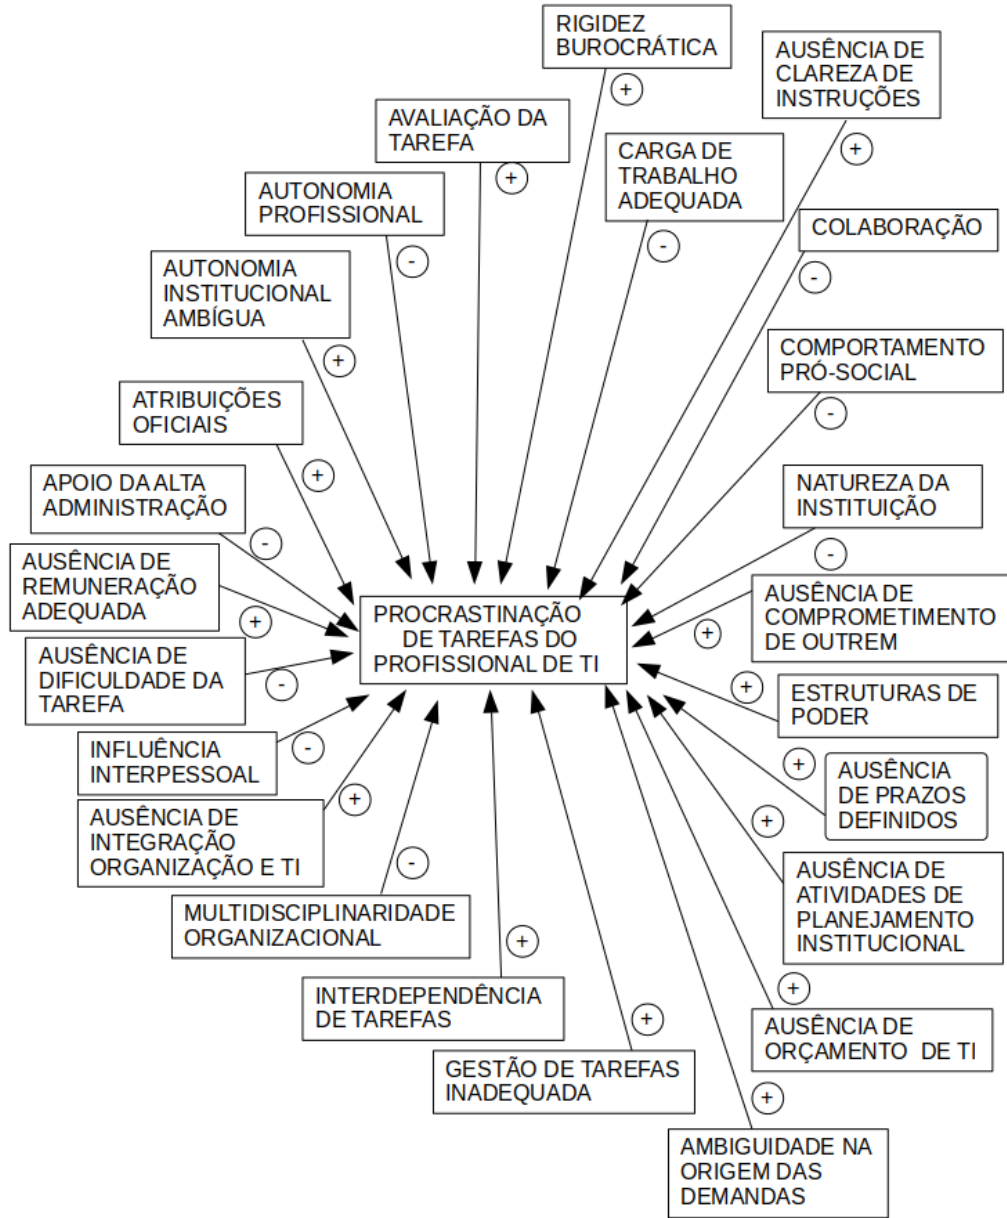 RIGIDEZ
BUROCRÁTICA
+
AUSÊNCIA DE
CLAREZA DE
INSTRUÇÕES
+
AVALIAÇÃO DA
TAREFA
+
CARGA DE
TRABALHO
ADEQUADA
-
AUTONOMIA
PROFISSIONAL
-
COLABORAÇÃO
-
AUTONOMIA
INSTITUCIONAL
AMBÍGUA
+
COMPORTAMENTO
PRÓ-SOCIAL
-
ATRIBUIÇÕES
OFICIAIS
+
APOIO DA ALTA
ADMINISTRAÇÃO
-
NATUREZA DA
INSTITUIÇÃO
-
AUSÊNCIA DE
REMUNERAÇÃO
ADEQUADA
+
PROCRASTINAÇÃO
DE TAREFAS DO
PROFISSIONAL DE TI
AUSÊNCIA DE
COMPROMETIMENTO
DE OUTREM
+
AUSÊNCIA DE
DIFICULDADE DA
TAREFA
-
ESTRUTURAS DE
PODER
+
INFLUÊNCIA
INTERPESSOAL
-
AUSÊNCIA
DE PRAZOS
DEFINIDOS
+
AUSÊNCIA DE
INTEGRAÇÃO
ORGANIZAÇÃO E TI
+
AUSÊNCIA DE
ATIVIDADES DE
PLANEJAMENTO
INSTITUCIONAL
+
MULTIDISCIPLINARIDADE
ORGANIZACIONAL
-
INTERDEPENDÊNCIA
DE TAREFAS
+
AUSÊNCIA DE
ORÇAMENTO DE TI
+
GESTÃO DE TAREFAS
INADEQUADA
+
AMBIGUIDADE NA
ORIGEM DAS
DEMANDAS
+